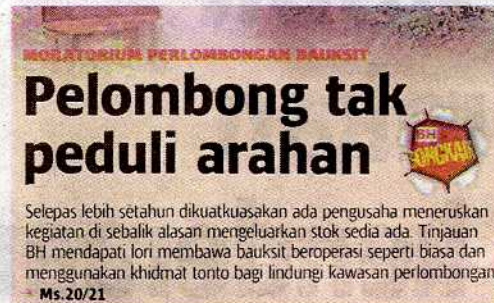 MORATORIUM PERLOMBONGAN BAUKSIT
Pelombong tak
peduli arahan
BH
BONGKAR
Selepas lebih setahun dikuatkuasakan ada pengusaha meneruskan
kegiatan di sebalik alasan mengeluarkan stok sedia ada. Tinjauan
BH mendapati lori membawa bauksit beroperasi seperti biasa dan
menggunakan khidmat tonto bagi lindungi kawasan perlombongan
Ms.20/21